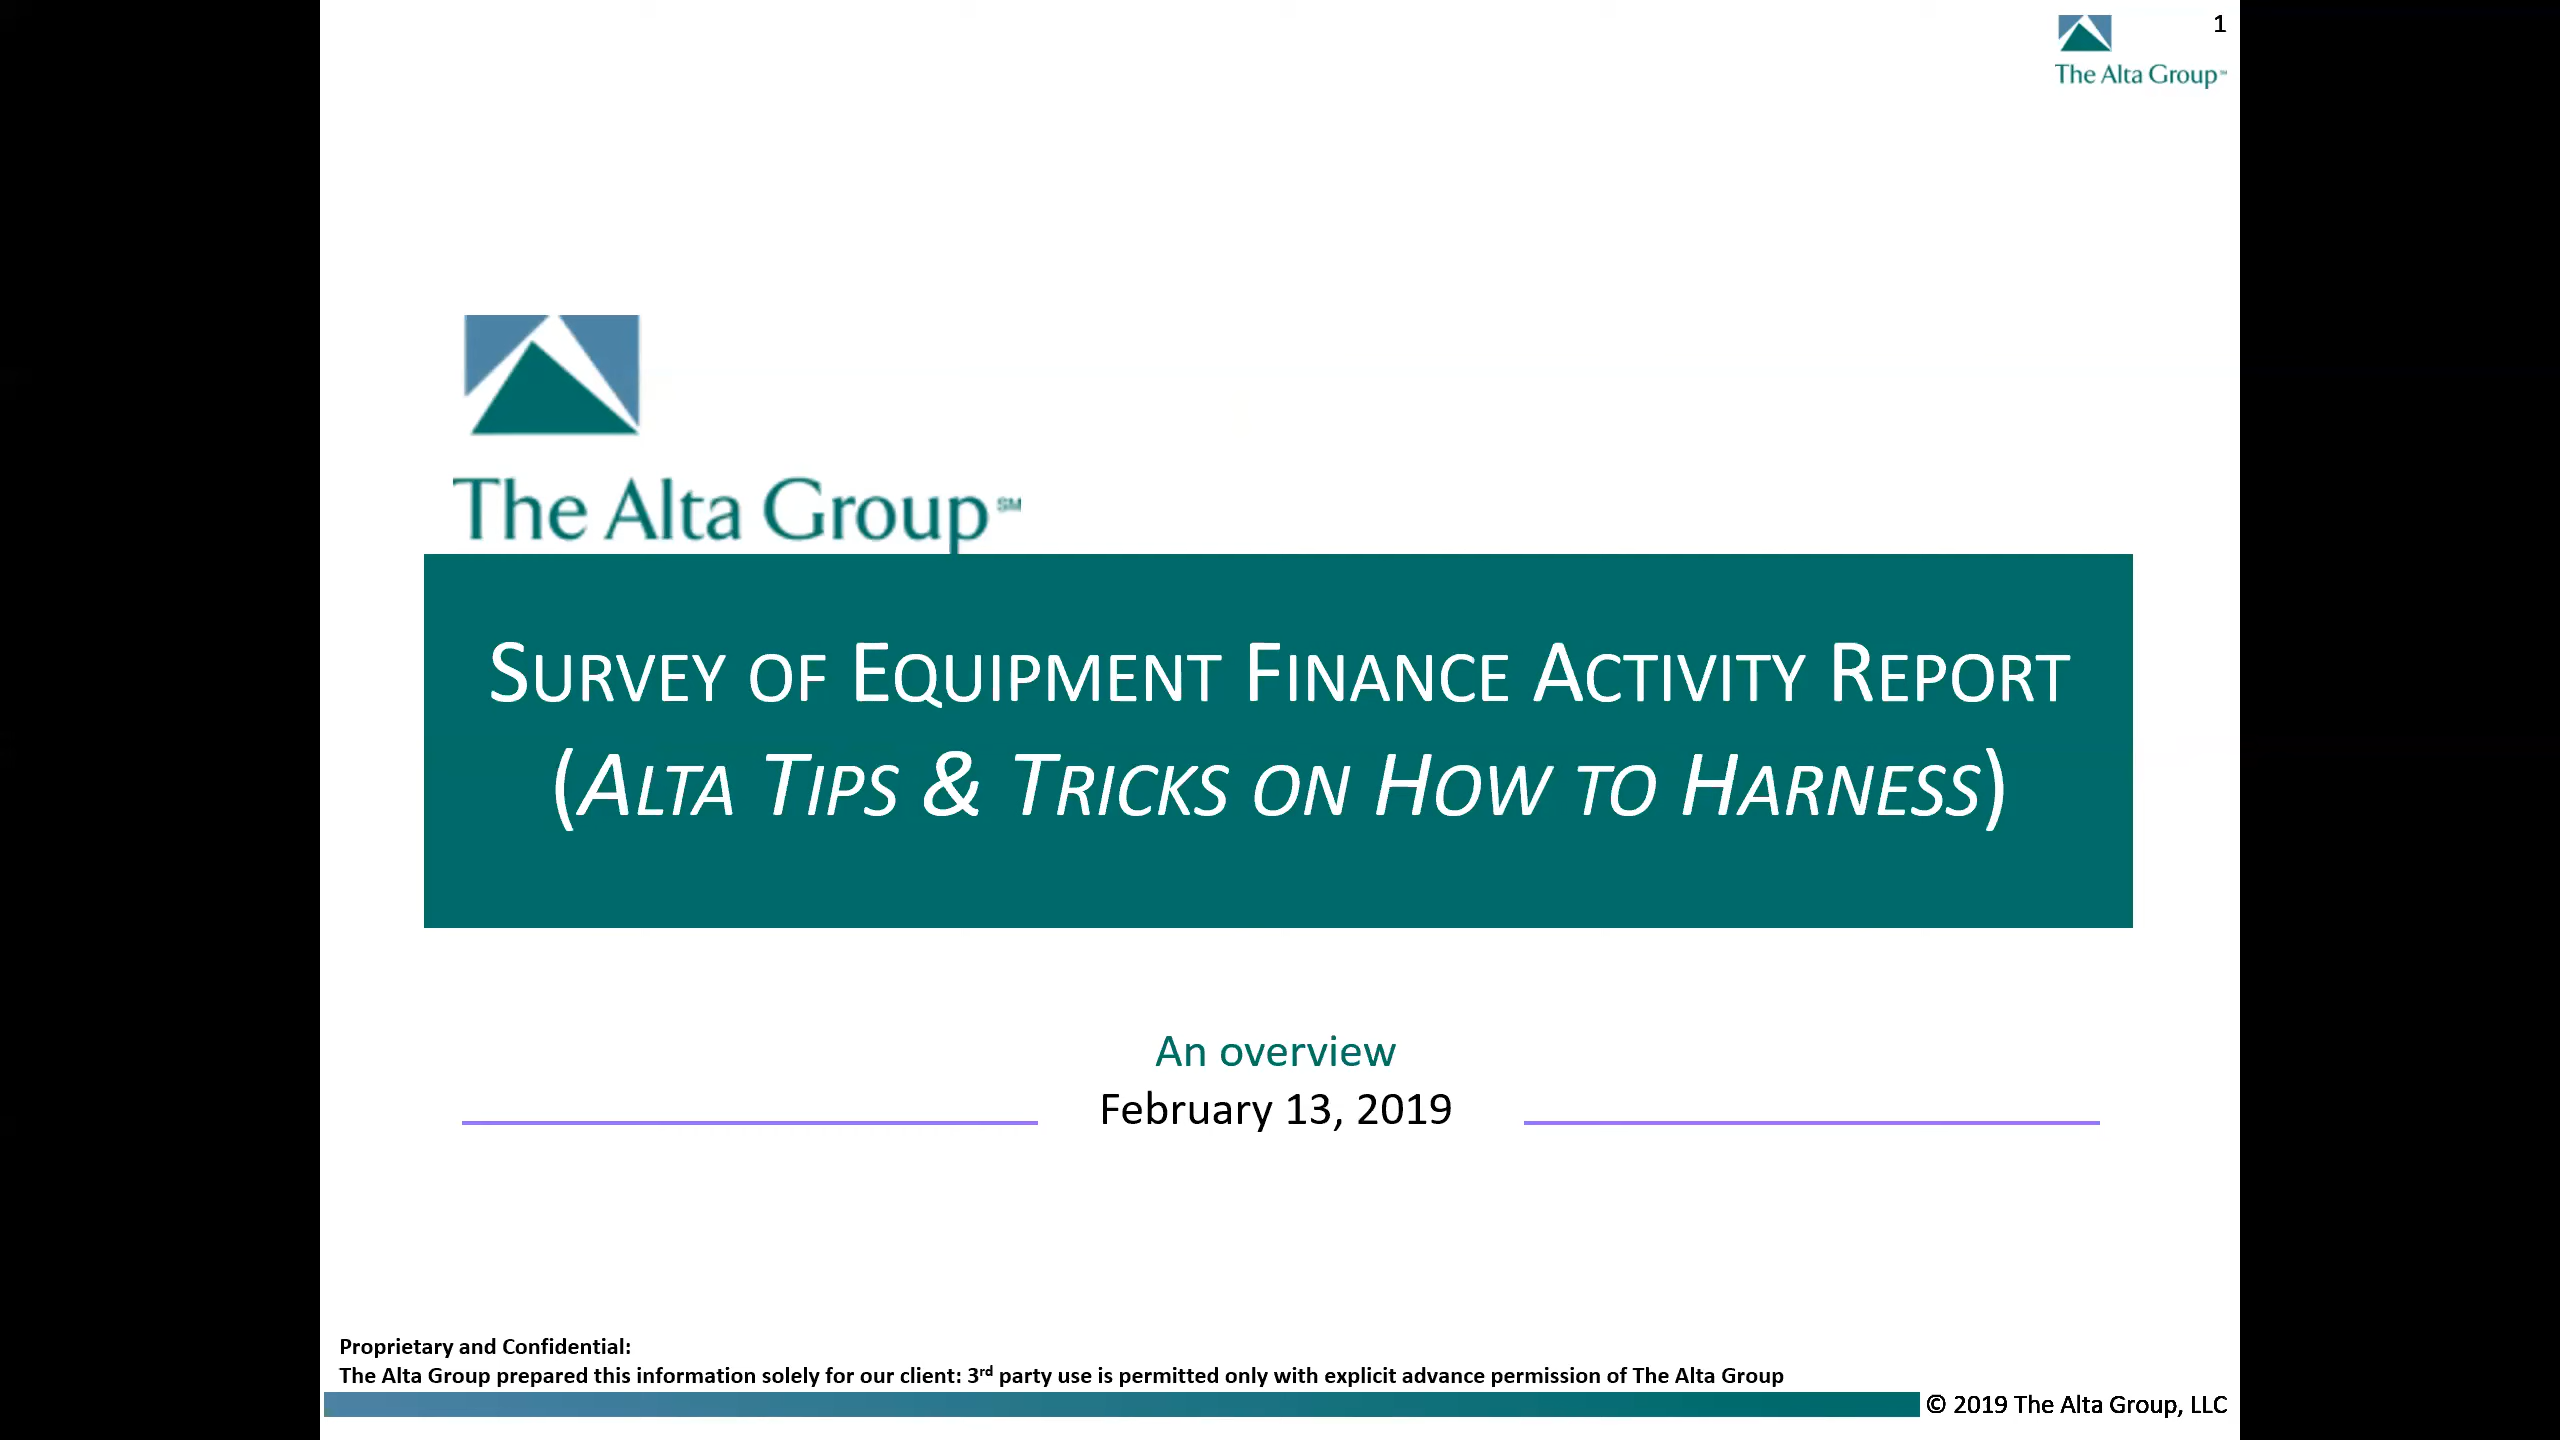 1
The Alta Group℠
The Alta Group SM
Survey of Equipment Finance Activity Report
(Alta Tips & Tricks on How to Harness)
An overview
February 13, 2019
Proprietary and Confidential:
The Alta Group prepared this information solely for our client: 3rd party use is permitted only with explicit advance permission of The Alta Group
© 2019 The Alta Group, LLC